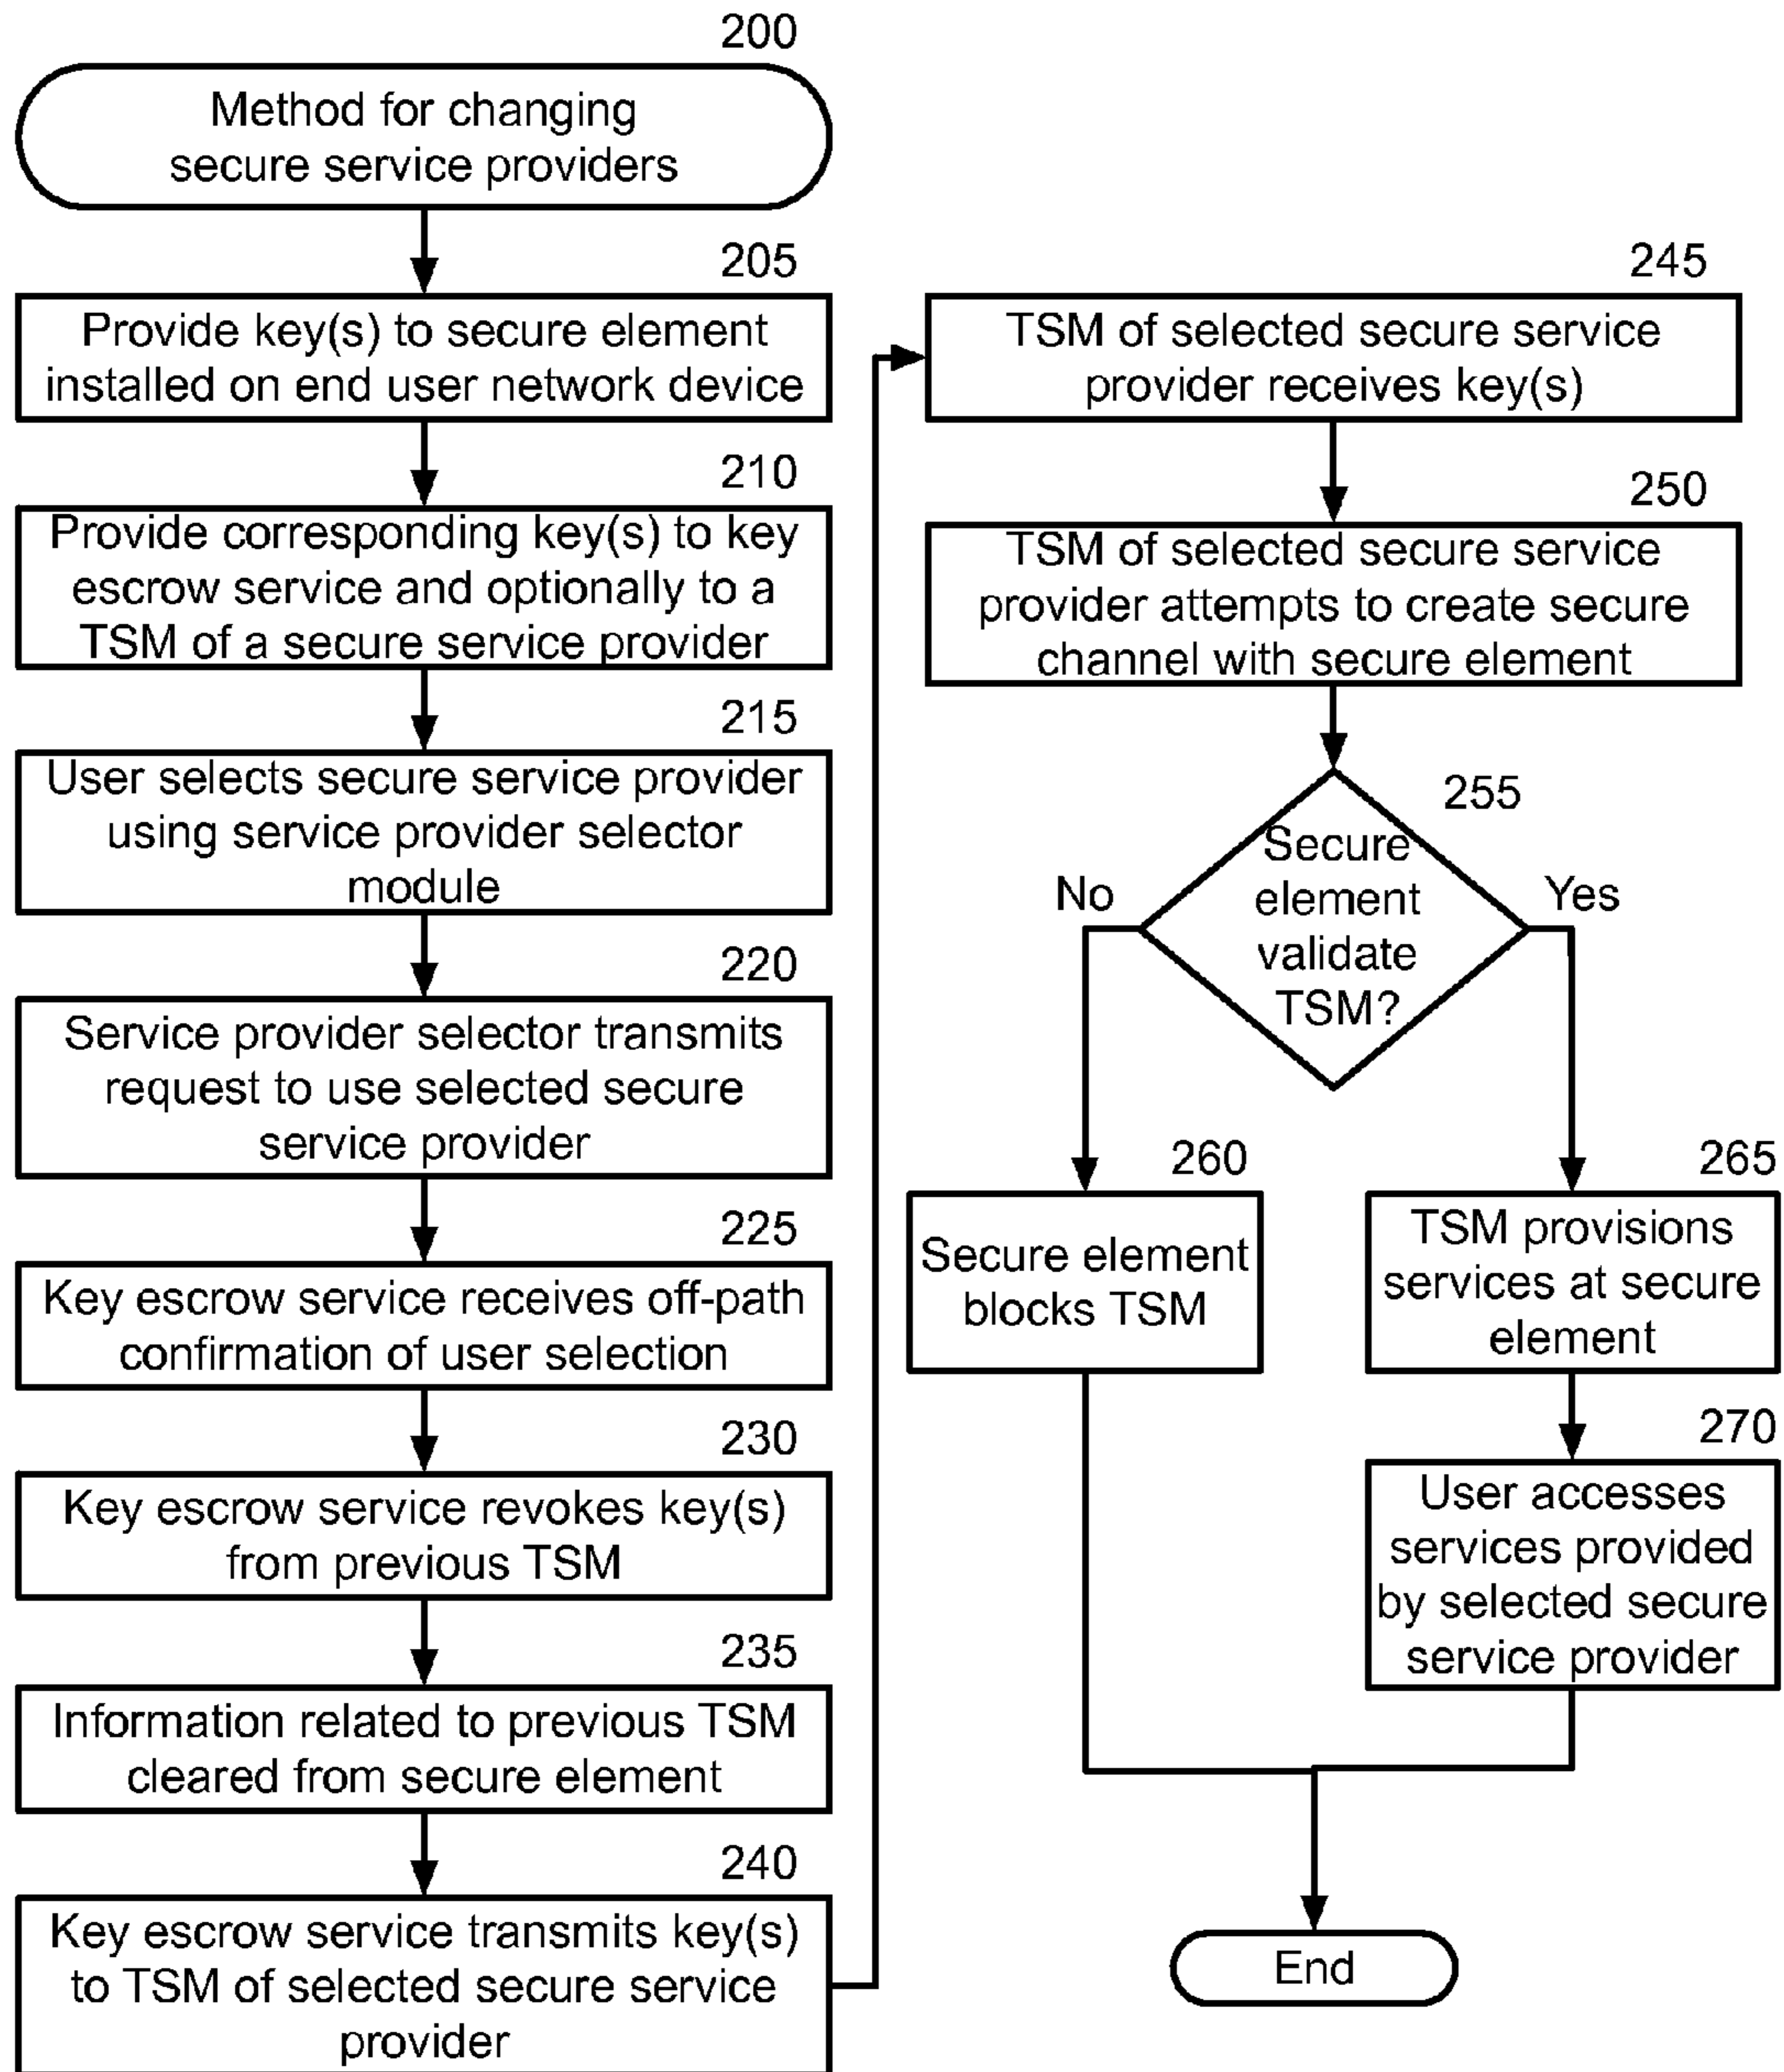 200
Method for changing
secure service providers
205
Provide key(s) to secure element
installed on end user network device
210
Provide corresponding key(s) to key
escrow service and optionally to a
TSM of a secure service provider
215
User selects secure service provider
using service provider selector
module
220
Service provider selector transmits
request to use selected secure
service provider
225
Key escrow service receives off-path
confirmation of user selection
230
Key escrow service revokes key(s)
from previous TSM
235
Information related to previous TSM
cleared from secure element
240
Key escrow service transmits key(s)
to TSM of selected secure service
provider
245
TSM of selected secure service
provider receives key(s)
250
TSM of selected secure service
provider attempts to create secure
channel with secure element
255
Secure
element
validate
TSM?
No
Yes
260
Secure element
blocks TSM
265
TSM provisions
services at secure
element
270
User accesses
services provided
by selected secure
service provider
End